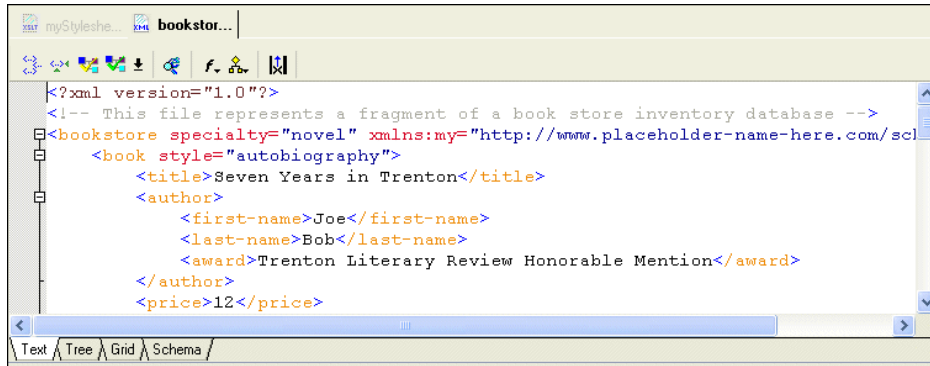 XSLT myStyleshe... XML bookstor...
<?xml version="1.0"?>
<!-- This file represents a fragment of a book store inventory database -->
<bookstore specialty="novel" xmlns:my="http://www.placeholder-name-here.com/scl
<book style="autobiography">
<title>Seven Years in Trenton</title>
<author>
<first-name>Joe</first-name>
<last-name>Bob</last-name>
<award>Trenton Literary Review Honorable Mention</award>
</author>
<price>12</price>
Text Tree Grid Schema